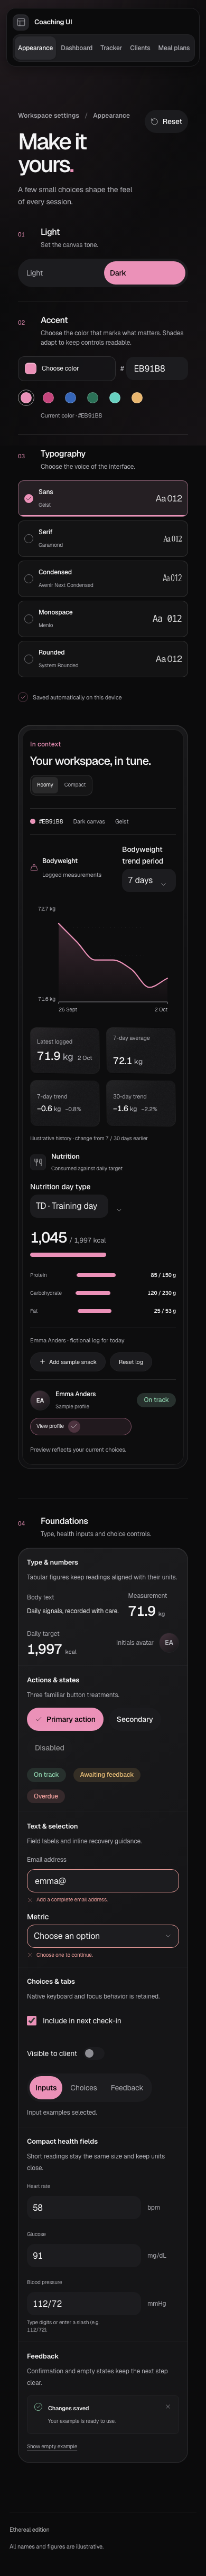 Coaching UI
Appearance
Dashboard
Tracker
Clients
Meal plans
Workspace settings / Appearance
Reset
Make it
yours.
A few small choices shape the feel
of every session.
01
Light
Set the canvas tone.
Light
Dark
02
Accent
Choose the color that marks what matters. Shades
adapt to keep controls readable.
Choose color
# EB91B8
Current color · #EB91B8
03
Typography
Choose the voice of the interface.
Sans
Geist
Aa 012
Serif
Garamond
Aa 012
Condensed
Avenir Next Condensed
Aa 012
Monospace
Menlo
Aa 012
Rounded
System Rounded
Aa 012
Saved automatically on this device
In context
Your workspace, in tune.
Roomy
Compact
#EB91B8
Dark canvas
Geist
Bodyweight
Logged measurements
Bodyweight
trend period
7 days
72.7 kg
71.6 kg
26 Sept
2 Oct
Latest logged
71.9 kg 2 Oct
7-day average
72.1 kg
7-day trend
−0.6 kg −0.8%
30-day trend
−1.6 kg −2.2%
Illustrative history · change from 7 / 30 days earlier
Nutrition
Consumed against daily target
Nutrition day type
TD · Training day
1,045 / 1,997 kcal
Protein
85 / 150 g
Carbohydrate
120 / 230 g
Fat
25 / 53 g
Emma Anders · fictional log for today
Add sample snack
Reset log
EA
Emma Anders
Sample profile
On track
View profile
Preview reflects your current choices.
04
Foundations
Type, health inputs and choice controls.
Type & numbers
Tabular figures keep readings aligned with their units.
Body text
Daily signals, recorded with care.
Measurement
71.9 kg
Daily target
1,997 kcal
Initials avatar
EA
Actions & states
Three familiar button treatments.
Primary action
Secondary
Disabled
On track
Awaiting feedback
Overdue
Text & selection
Field labels and inline recovery guidance.
Email address
emma@
Add a complete email address.
Metric
Choose an option
Choose one to continue.
Choices & tabs
Native keyboard and focus behavior is retained.
Include in next check-in
Visible to client
Inputs
Choices
Feedback
Input examples selected.
Compact health fields
Short readings stay the same size and keep units
close.
Heart rate
58
bpm
Glucose
91
mg/dL
Blood pressure
112/72
mmHg
Type digits or enter a slash (e.g.
112/72).
Feedback
Confirmation and empty states keep the next step
clear.
Changes saved
Your example is ready to use.
Show empty example
Ethereal edition
All names and figures are illustrative.